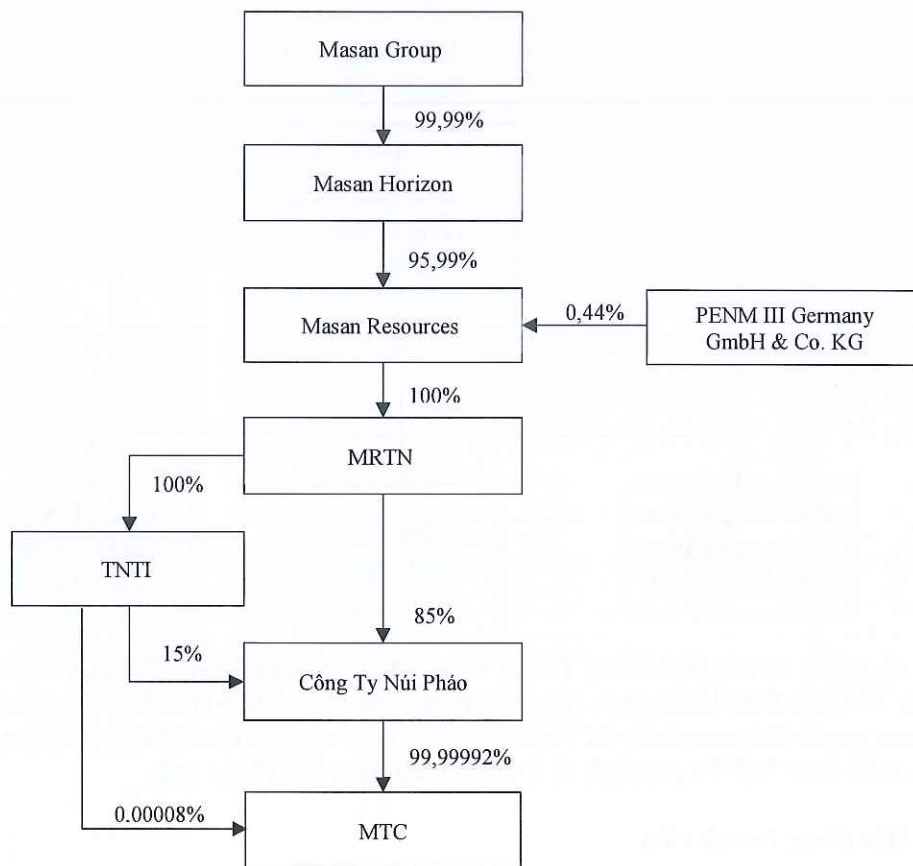 Masan Group
99,99%
Masan Horizon
95,99%
Masan Resources
0,44%
PENM III Germany
GmbH & Co. KG
100%
MRTN
100%
TNTI
85%
15%
Công Ty Núi Pháo
99,99992%
0.00008%
MTC